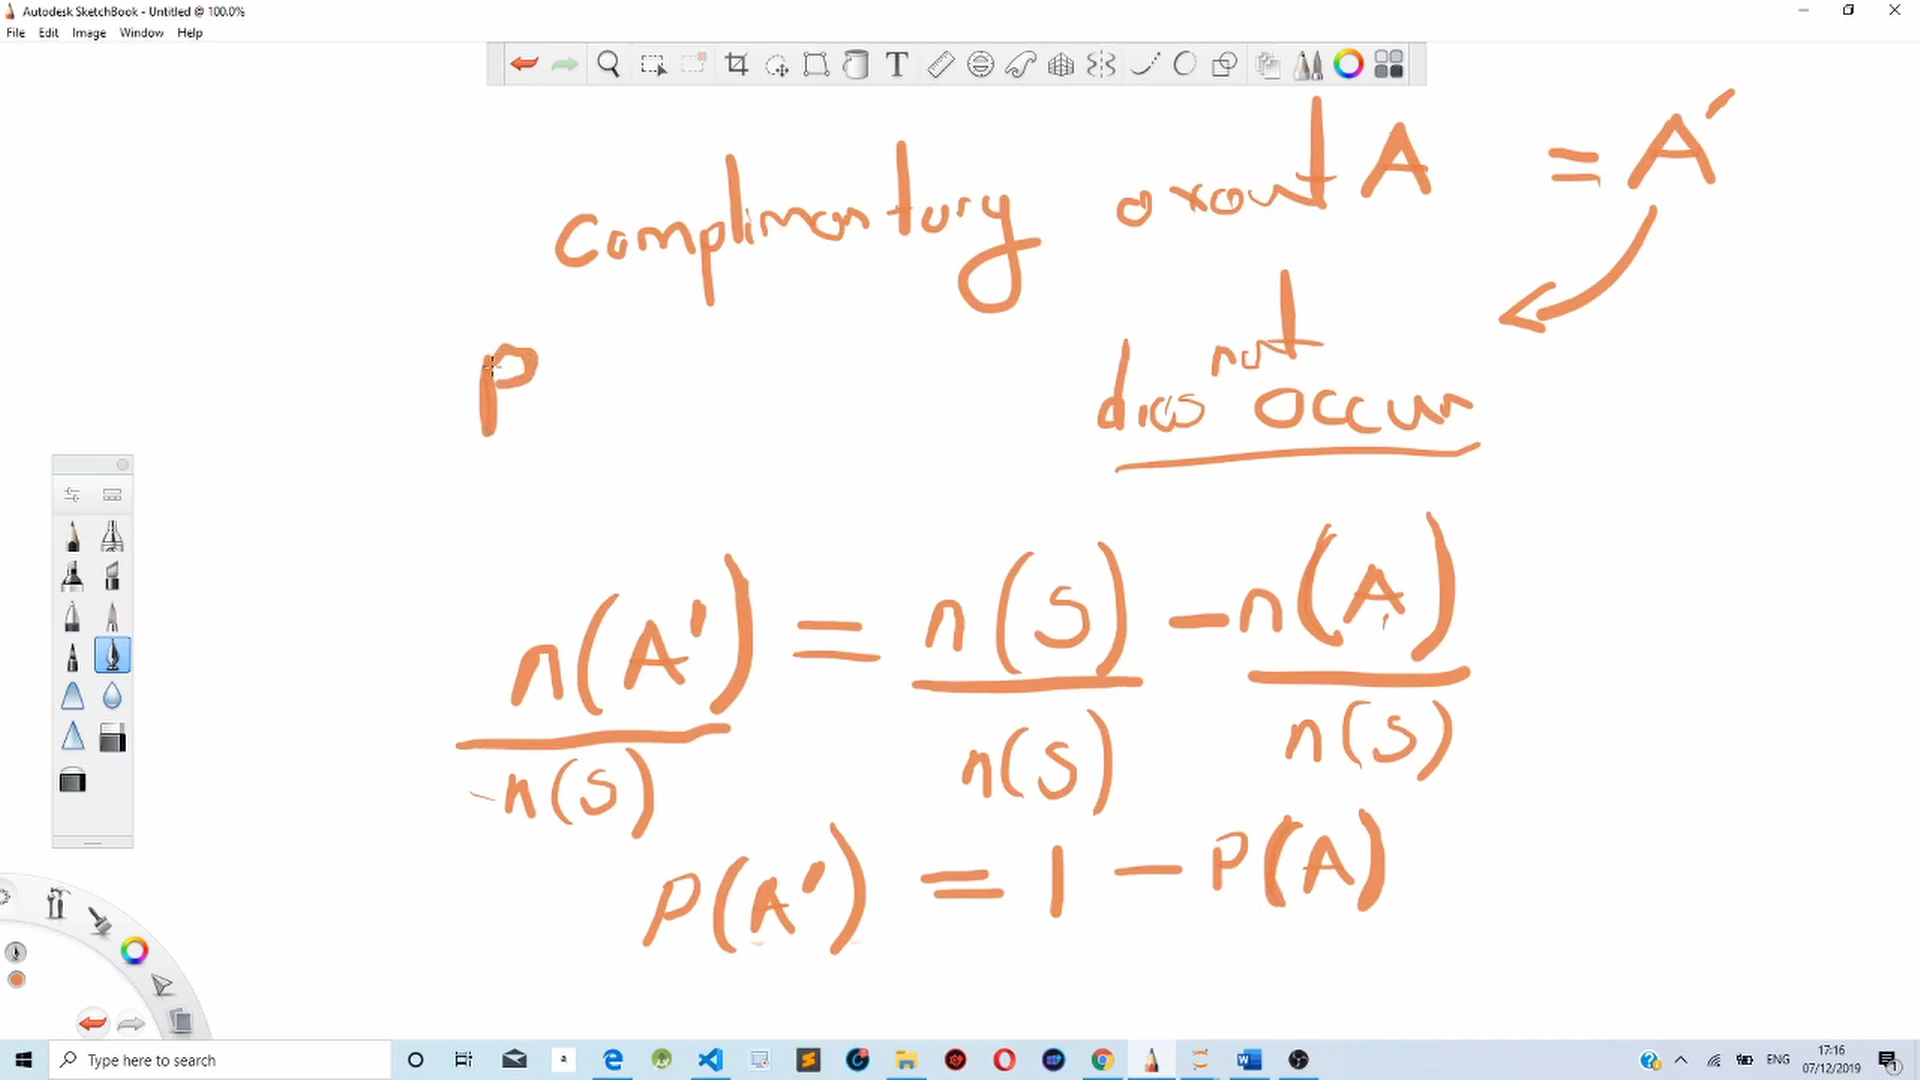 Autodesk SketchBook - Untitled @ 100.0%
File Edit Image Window Help
T
Complimentary event A = A'
P
not
does occur
n(A') = n(S) - n(A)
n(S) n(S) n(S)
P(A') = 1 - P(A)
Type here to search
a
ENG
17:16
07/12/2019
1